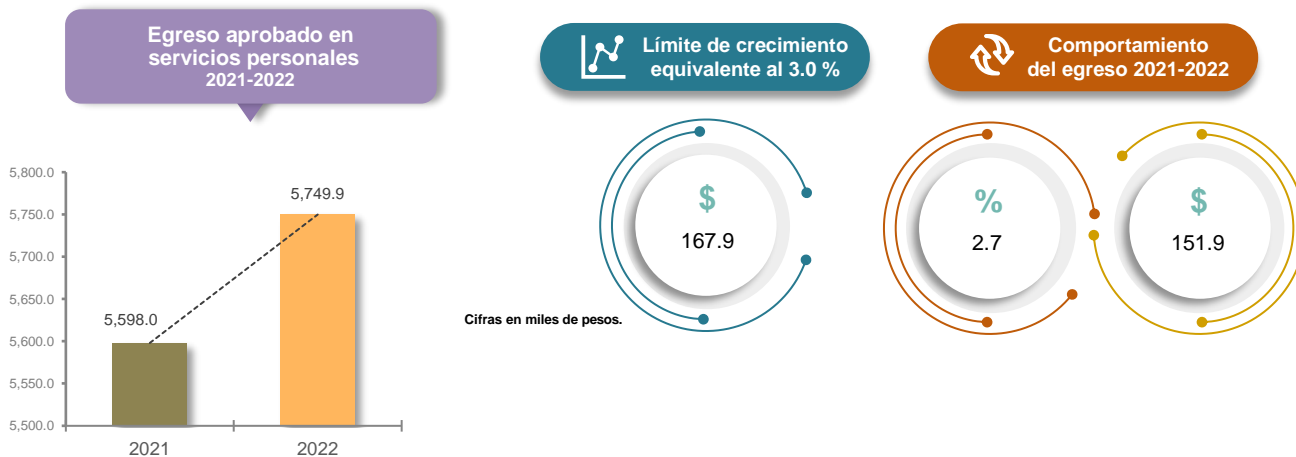 Egreso aprobado en
servicios personales
2021-2022
Límite de crecimiento
equivalente al 3.0 %
Comportamiento
del egreso 2021-2022
5,800.0
5,750.0
5,700.0
5,650.0
5,600.0
5,550.0
5,500.0
5,598.0
5,749.9
2021
2022
$
167.9
%
2.7
$
151.9
Cifras en miles de pesos.